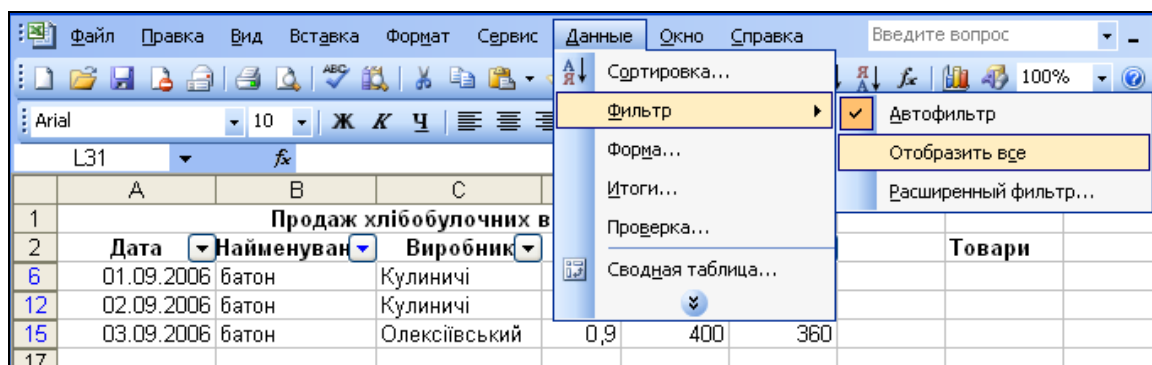 Файл Правка Вид Вставка Формат Сервис Данные Окно Справка Введите вопрос
ABC Сортировка... 100%
Arial 10 Ж К Ч Фильтр Автофильтр
L31 fx Форма... Отобразить все
A B C Итоги... Расширенный фильтр...
1 Продаж хлібобулочних в Проверка...
2 Дата Найменуван Виробник Товари
6 01.09.2006 батон Кулиничі Сводная таблица...
12 02.09.2006 батон Кулиничі
15 03.09.2006 батон Олексіївський 0,9 400 360
17